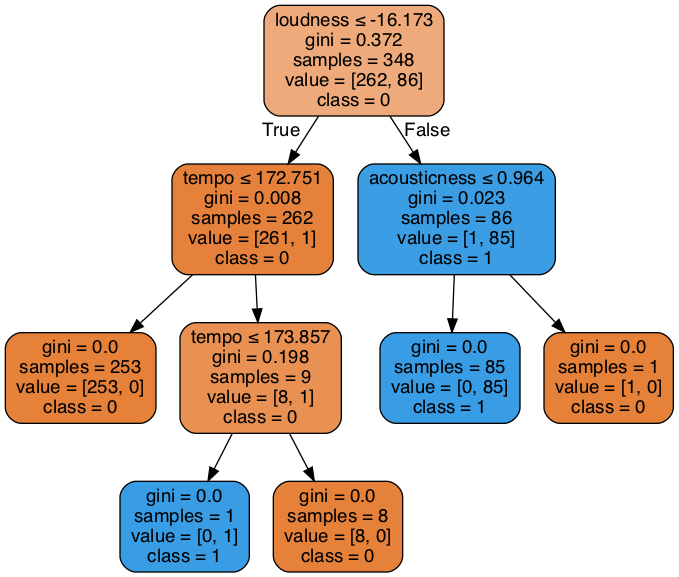 loudness ≤ -16.173
gini = 0.372
samples = 348
value = [262, 86]
class = 0
True
False
tempo ≤ 172.751
gini = 0.008
samples = 262
value = [261, 1]
class = 0
acousticness ≤ 0.964
gini = 0.023
samples = 86
value = [1, 85]
class = 1
gini = 0.0
samples = 253
value = [253, 0]
class = 0
tempo ≤ 173.857
gini = 0.198
samples = 9
value = [8, 1]
class = 0
gini = 0.0
samples = 85
value = [0, 85]
class = 1
gini = 0.0
samples = 1
value = [1, 0]
class = 0
gini = 0.0
samples = 1
value = [0, 1]
class = 1
gini = 0.0
samples = 8
value = [8, 0]
class = 0